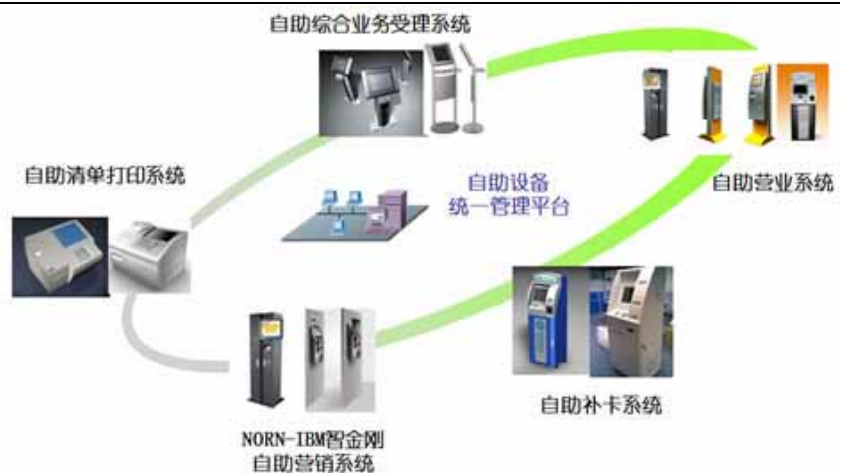 自助综合业务受理系统
自助清单打印系统
自助设备
统一管理平台
自助营业系统
自助补卡系统
NORN-IBM智金刚
自助营销系统